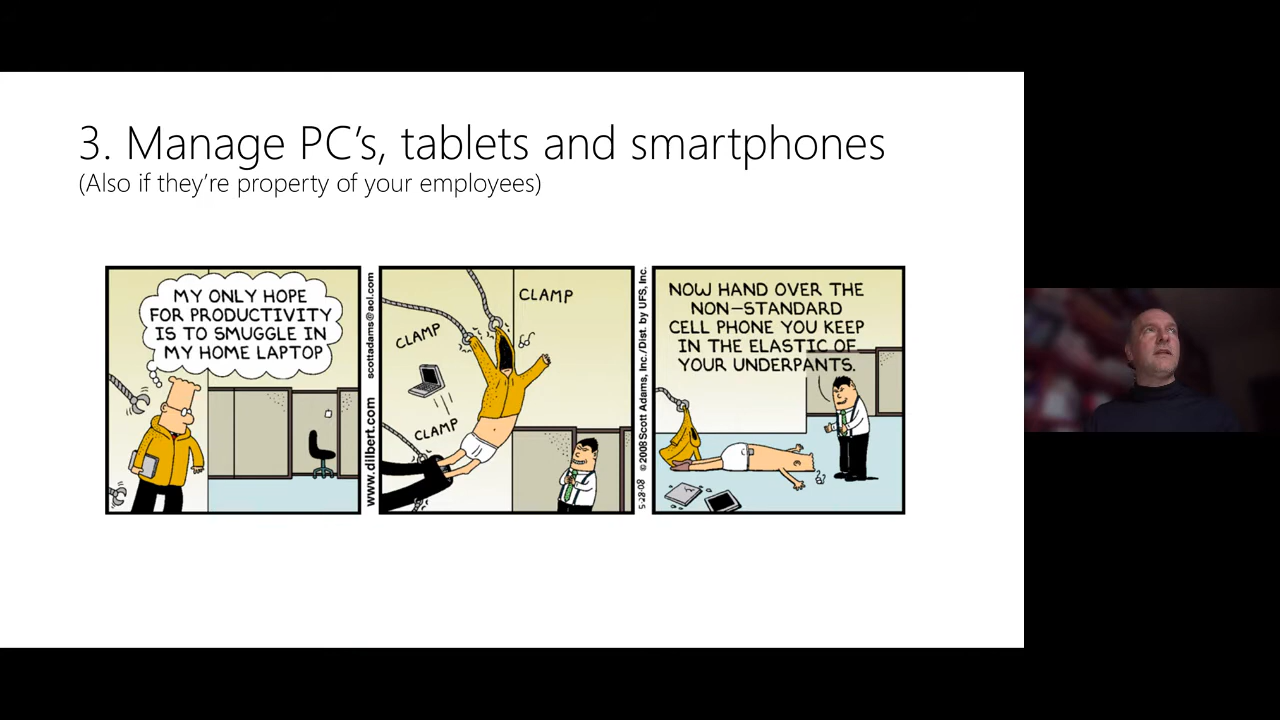 3. Manage PC's, tablets and smartphones
(Also if they're property of your employees)
MY ONLY HOPE
FOR PRODUCTIVITY
IS TO SMUGGLE IN
MY HOME LAPTOP
www.dilbert.com scottadams@aol.com
CLAMP
CLAMP
CLAMP
5-28-08 ©2008 Scott Adams, Inc./Dist. by UFS, Inc.
NOW HAND OVER THE
NON-STANDARD
CELL PHONE YOU KEEP
IN THE ELASTIC OF
YOUR UNDERPANTS.